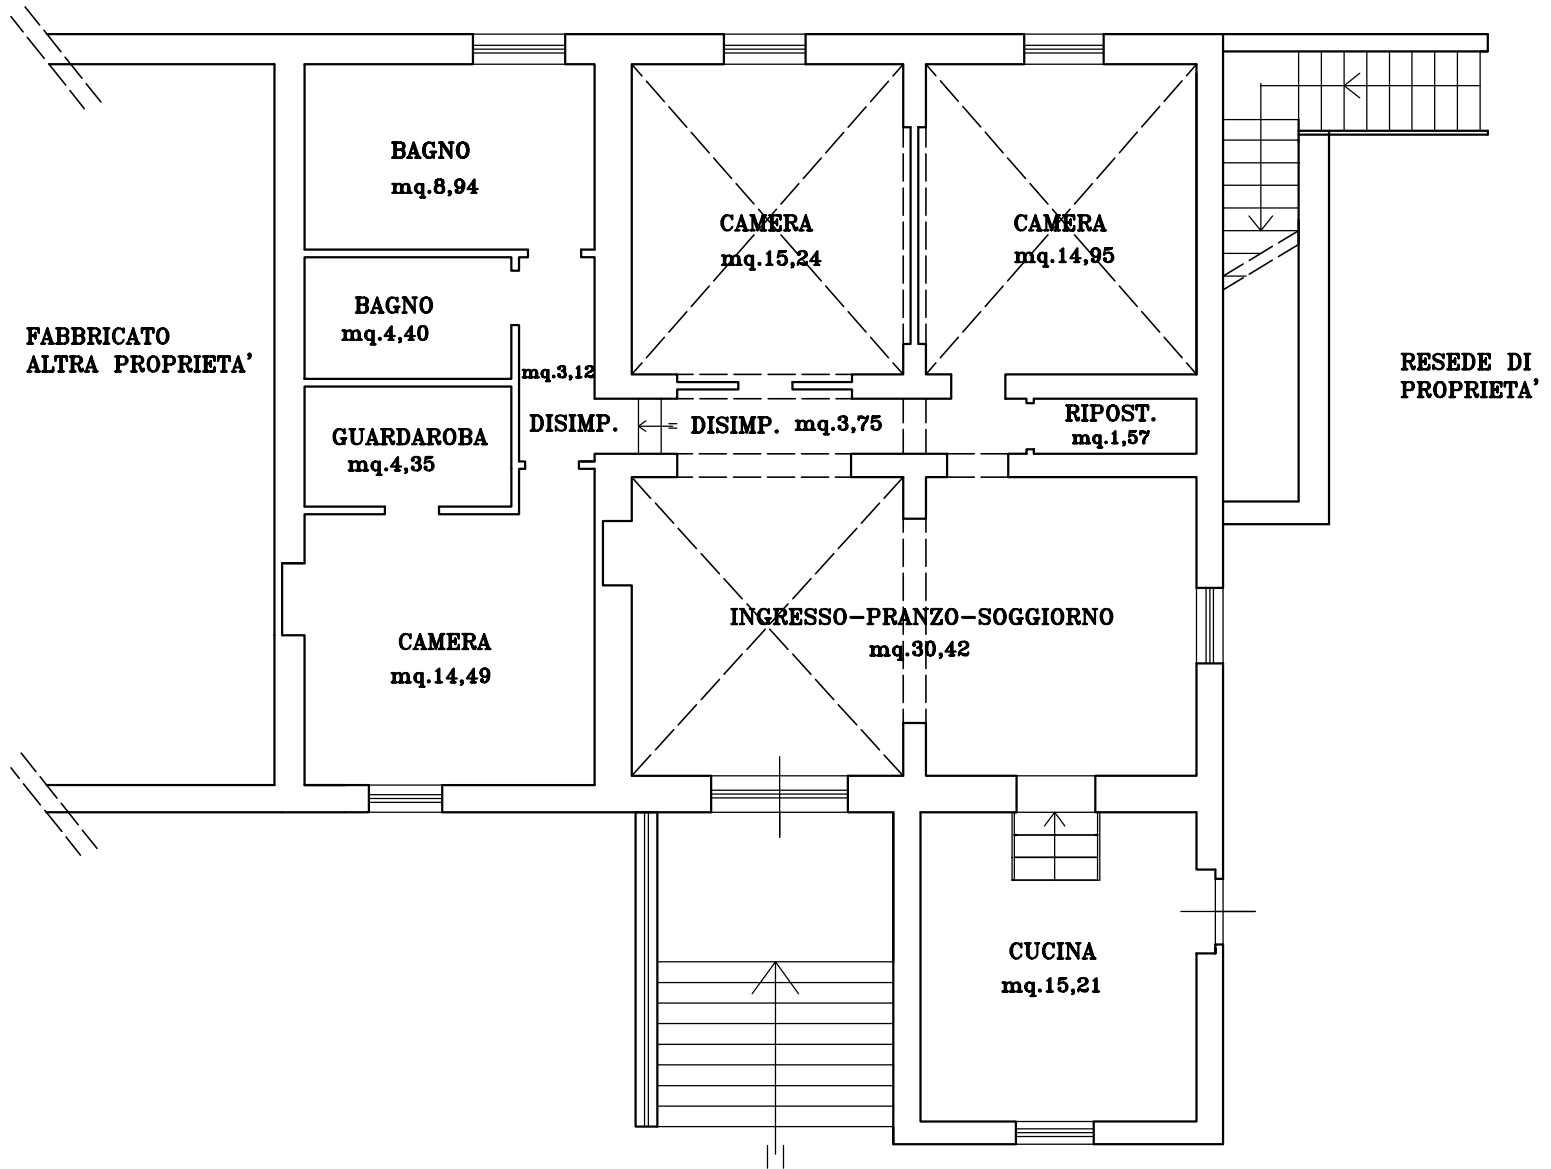 BAGNO
mq.8,94
CAMERA
mq.15,24
CAMERA
mq.14,95
BAGNO
mq.4,40
FABBRICATO
ALTRA PROPRIETA'
mq.3,12
RESEDE DI
PROPRIETA'
DISIMP.
DISIMP. mq.3,75
RIPOST.
mq.1,57
GUARDAROBA
mq.4,35
INGRESSO-PRANZO-SOGGIORNO
mq.30,42
CAMERA
mq.14,49
CUCINA
mq.15,21